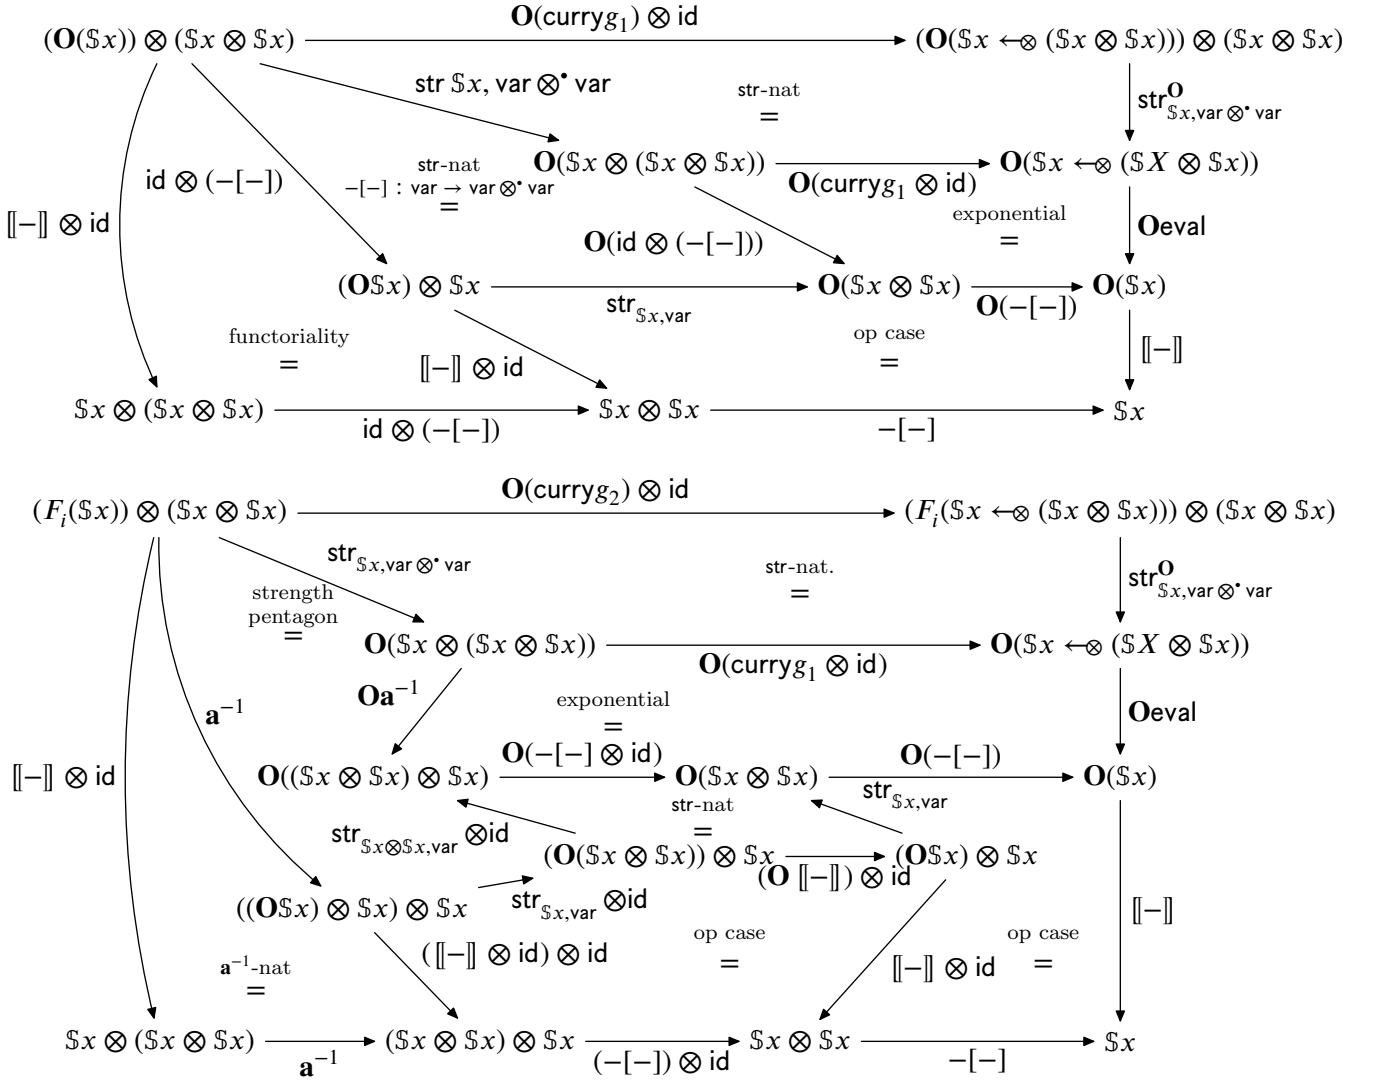 O(curry g₁) ⊗ id
(O($x)) ⊗ ($x ⊗ $x) (O($x ←⊗ ($x ⊗ $x))) ⊗ ($x ⊗ $x)
str $x, var ⊗• var
str-nat
=
str^O_{$x,var ⊗• var}
O($x ⊗ ($x ⊗ $x)) O($x ←⊗ ($X ⊗ $x))
id ⊗ (−[−])
str-nat
−[−] : var → var ⊗• var
=
O(curry g₁ ⊗ id)
⟦−⟧ ⊗ id
exponential
=
Oeval
O(id ⊗ (−[−]))
(O$x) ⊗ $x O($x ⊗ $x) O($x)
str_{$x,var} O(−[−])
functoriality
=
⟦−⟧ ⊗ id
op case
=
⟦−⟧
$x ⊗ ($x ⊗ $x) $x ⊗ $x $x
id ⊗ (−[−]) −[−]
O(curry g₂) ⊗ id
(F_i($x)) ⊗ ($x ⊗ $x) (F_i($x ←⊗ ($x ⊗ $x))) ⊗ ($x ⊗ $x)
str_{$x,var ⊗• var}
strength
pentagon
=
str-nat.
=
str^O_{$x,var ⊗• var}
O($x ⊗ ($x ⊗ $x)) O($x ←⊗ ($X ⊗ $x))
O(curry g₁ ⊗ id)
Oa⁻¹
a⁻¹
exponential
=
Oeval
O(−[−] ⊗ id) O(−[−])
⟦−⟧ ⊗ id
O(($x ⊗ $x) ⊗ $x) O($x ⊗ $x) O($x)
str_{$x,var}
str-nat
=
str_{$x⊗$x,var} ⊗id
(O($x ⊗ $x)) ⊗ $x (O$x) ⊗ $x
(O ⟦−⟧) ⊗ id
str_{$x,var} ⊗id
((O$x) ⊗ $x) ⊗ $x
⟦−⟧
(⟦−⟧ ⊗ id) ⊗ id
op case
=
⟦−⟧ ⊗ id
op case
=
a⁻¹-nat
=
$x ⊗ ($x ⊗ $x) ($x ⊗ $x) ⊗ $x $x ⊗ $x $x
a⁻¹ (−[−]) ⊗ id −[−]